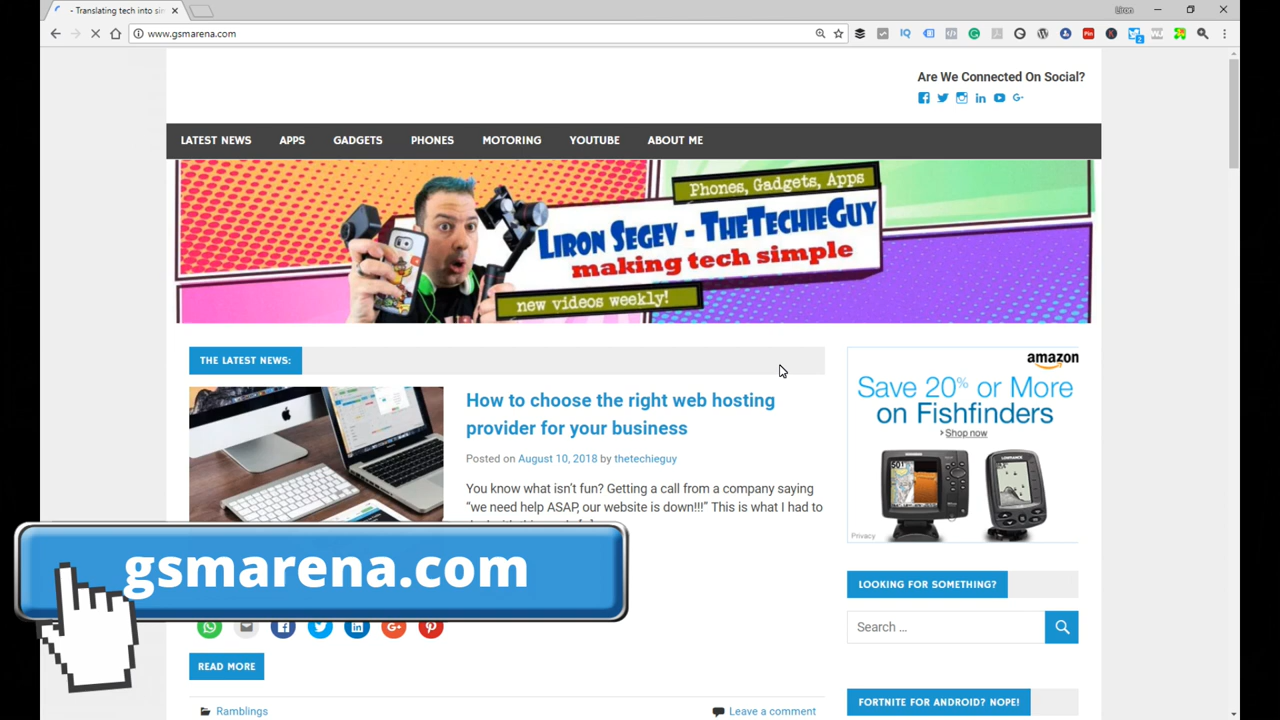 - Translating tech into sin
Liron
www.gsmarena.com
Are We Connected On Social?
LATEST NEWS
APPS
GADGETS
PHONES
MOTORING
YOUTUBE
ABOUT ME
Phones, Gadgets, Apps
LIRON SEGEV - THETECHIEGUY
making tech simple
new videos weekly!
THE LATEST NEWS:
How to choose the right web hosting
provider for your business
Posted on August 10, 2018 by thetechieguy
You know what isn't fun? Getting a call from a company saying
"we need help ASAP, our website is down!!!" This is what I had to
amazon
Save 20% or More
on Fishfinders
Shop now
LOWRANCE
Privacy
gsmarena.com
LOOKING FOR SOMETHING?
Search ...
READ MORE
FORTNITE FOR ANDROID? NOPE!
Ramblings
Leave a comment